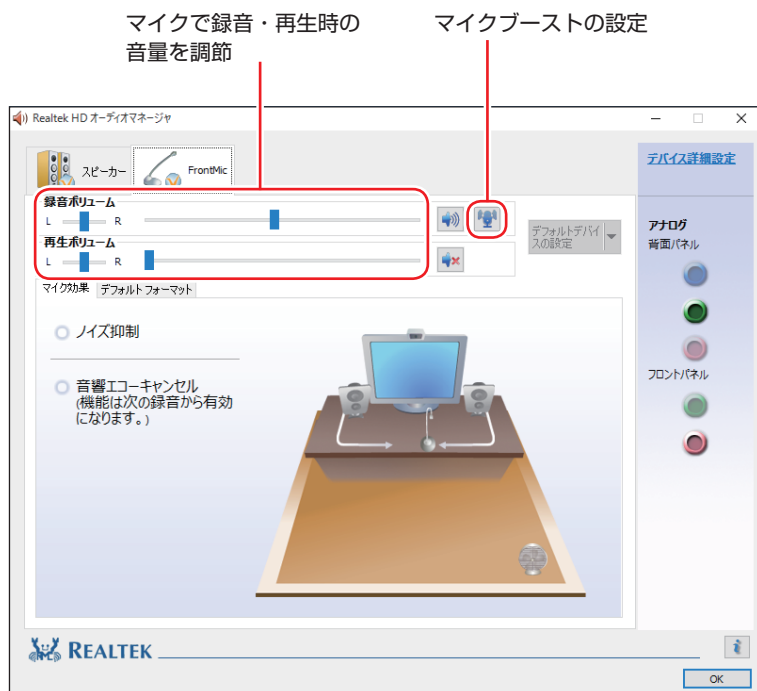 マイクで録音・再生時の
音量を調節
マイクブーストの設定
Realtek HD オーディオマネージャ
スピーカー
FrontMic
デバイス詳細設定
録音ボリューム
L R
デフォルトデバイ
スの設定
再生ボリューム
L R
アナログ
背面パネル
マイク効果 デフォルト フォーマット
ノイズ抑制
音響エコーキャンセル
(機能は次の録音から有効
になります。)
フロントパネル
REALTEK
i
OK